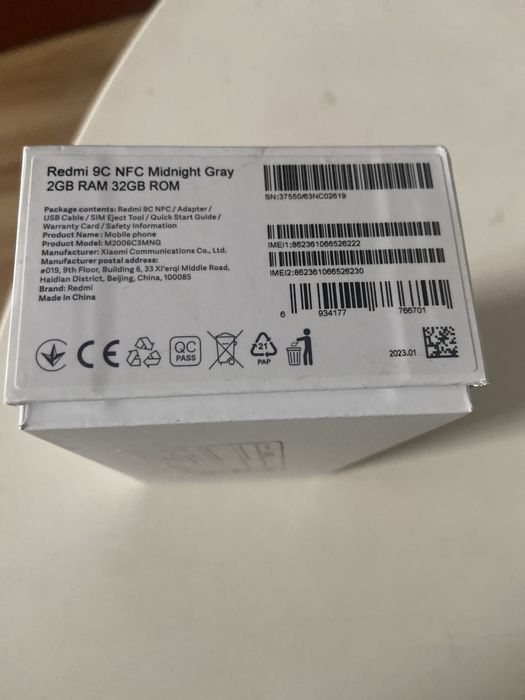 Redmi 9C NFC Midnight Gray
2GB RAM 32GB ROM
Package contents: Redmi 9C NFC / Adapter /
USB Cable / SIM Eject Tool / Quick Start Guide /
Warranty Card / Safety Information
Product Name : Mobile phone
Product Model: M2006C3MNG
Manufacturer: Xiaomi Communications Co., Ltd.
Manufacturer postal address:
#019, 9th Floor, Building 6, 33 Xi'erqi Middle Road,
Haidian District, Beijing, China, 100085
Brand: Redmi
Made in China
SN:37550/63NC02619
IMEI1:862361066526222
IMEI2:862361066526230
6 934177 766701
CE
QC
PASS
21
PAP
2023.01